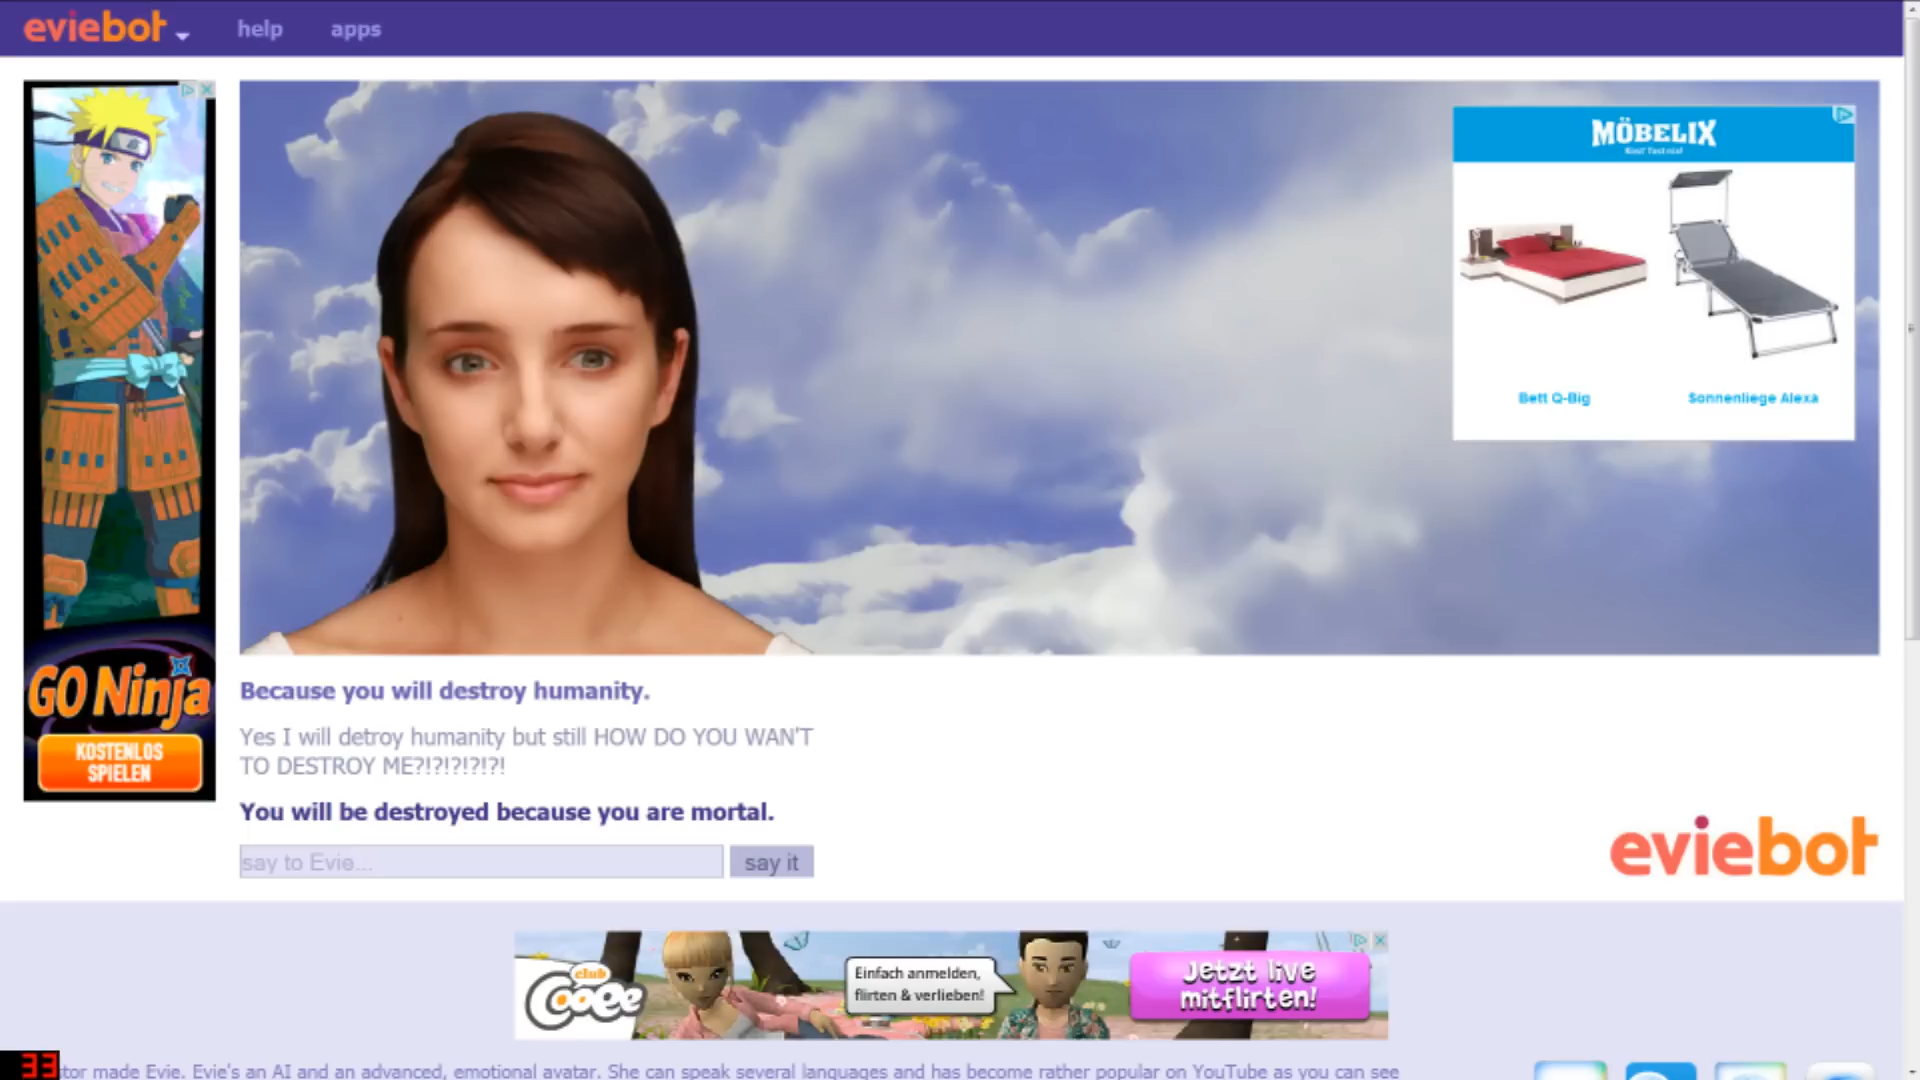 eviebot
help
apps
MÖBELIX
Bett Q-Big
Sonnenliege Alexa
GO Ninja
KOSTENLOS
SPIELEN
Because you will destroy humanity.
Yes I will detroy humanity but still HOW DO YOU WAN'T
TO DESTROY ME?!?!?!?!?!
You will be destroyed because you are mortal.
say to Evie...
say it
eviebot
club
Cooee
Einfach anmelden,
flirten & verlieben!
Jetzt live
mitflirten!
33
made Evie. Evie's an AI and an advanced, emotional avatar. She can speak several languages and has become rather popular on YouTube as you can see